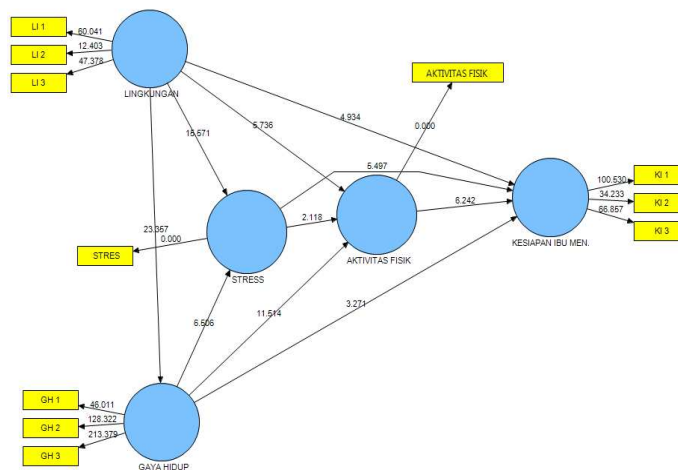 LI 1
60.041
LI 2
12.403
LI 3
47.378
LINGKUNGAN
AKTIVITAS FISIK
0.000
5.736
4.934
16.571
5.497
KI 1
100.530
KI 2
34.233
KI 3
66.857
KESIAPAN IBU MEN.
6.242
2.118
AKTIVITAS FISIK
23.357
0.000
STRES
STRESS
6.606
11.514
3.271
GH 1
46.011
GH 2
128.322
GH 3
213.379
GAYA HIDUP